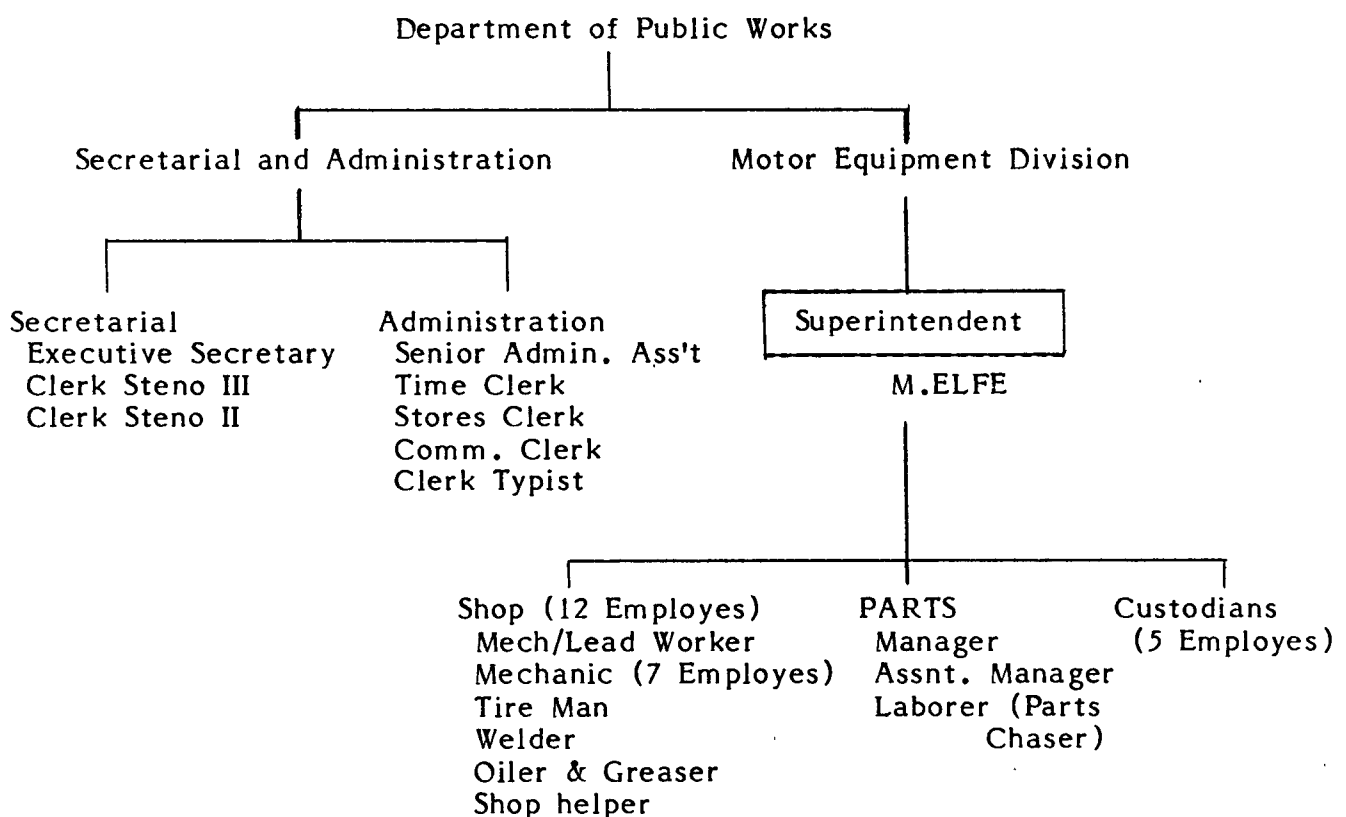 Department of Public Works
Secretarial and Administration
Motor Equipment Division
Secretarial
Executive Secretary
Clerk Steno III
Clerk Steno II
Administration
Senior Admin. Ass't
Time Clerk
Stores Clerk
Comm. Clerk
Clerk Typist
Superintendent
M.ELFE
Shop (12 Employes)
Mech/Lead Worker
Mechanic (7 Employes)
Tire Man
Welder
Oiler & Greaser
Shop helper
PARTS
Manager
Assnt. Manager
Laborer (Parts
Chaser)
Custodians
(5 Employes)